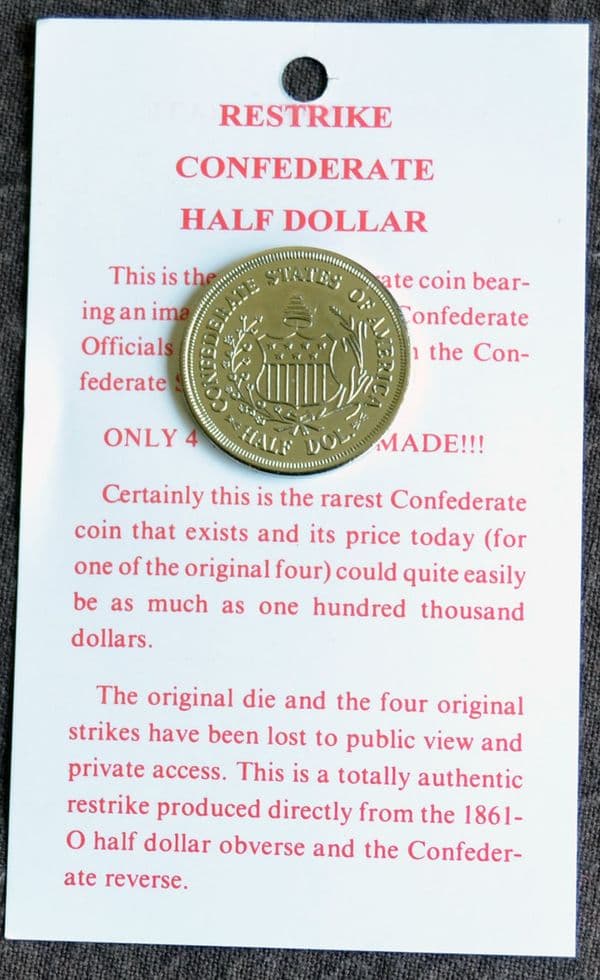 RESTRIKE
CONFEDERATE
HALF DOLLAR
This is the ate coin bear-
ing an ima Confederate
Officials the Con-
federate
CONFEDERATE STATES OF AMERICA
HALF DOL.
ONLY 4 MADE!!!
Certainly this is the rarest Confederate
coin that exists and its price today (for
one of the original four) could quite easily
be as much as one hundred thousand
dollars.
The original die and the four original
strikes have been lost to public view and
private access. This is a totally authentic
restrike produced directly from the 1861-
O half dollar obverse and the Confeder-
ate reverse.